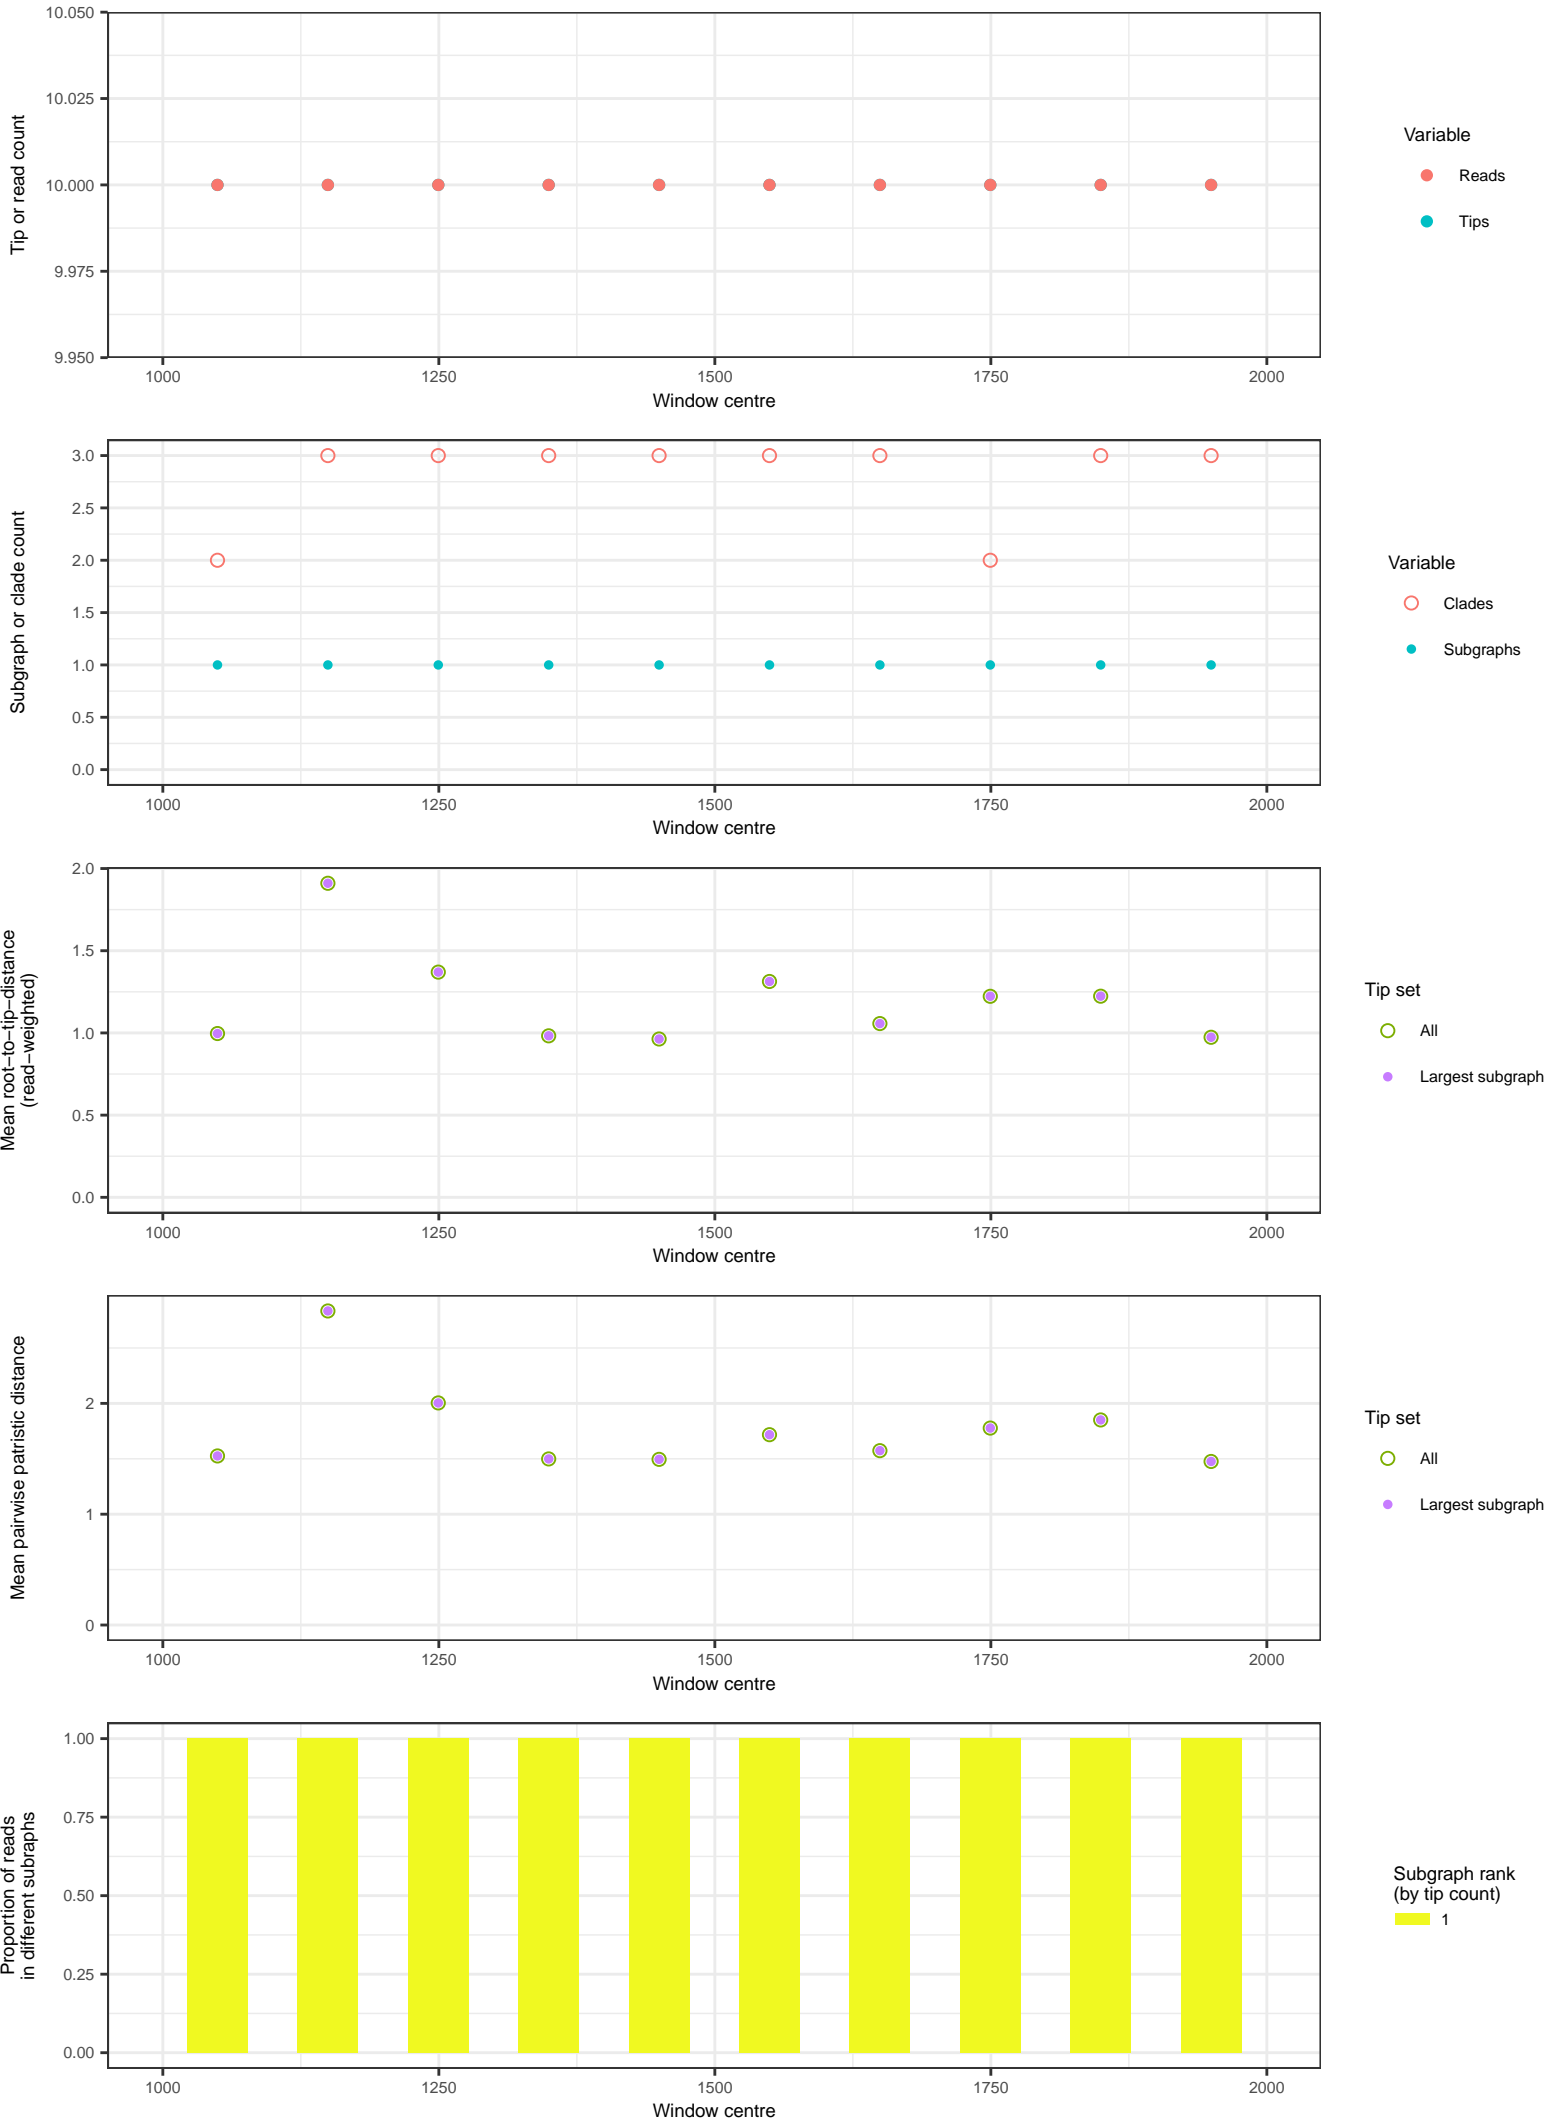 10.050
10.025
10.000
9.975
9.950
Tip or read count
1000 1250 1500 1750 2000
Window centre
Variable
Reads
Tips
3.0
2.5
2.0
1.5
1.0
0.5
0.0
Subgraph or clade count
1000 1250 1500 1750 2000
Window centre
Variable
Clades
Subgraphs
2.0
1.5
1.0
0.5
0.0
Mean root−to−tip−distance
(read−weighted)
1000 1250 1500 1750 2000
Window centre
Tip set
All
Largest subgraph
2
1
0
Mean pairwise patristic distance
1000 1250 1500 1750 2000
Window centre
Tip set
All
Largest subgraph
1.00
0.75
0.50
0.25
0.00
Proportion of reads
in different subraphs
1000 1250 1500 1750 2000
Window centre
Subgraph rank
(by tip count)
1